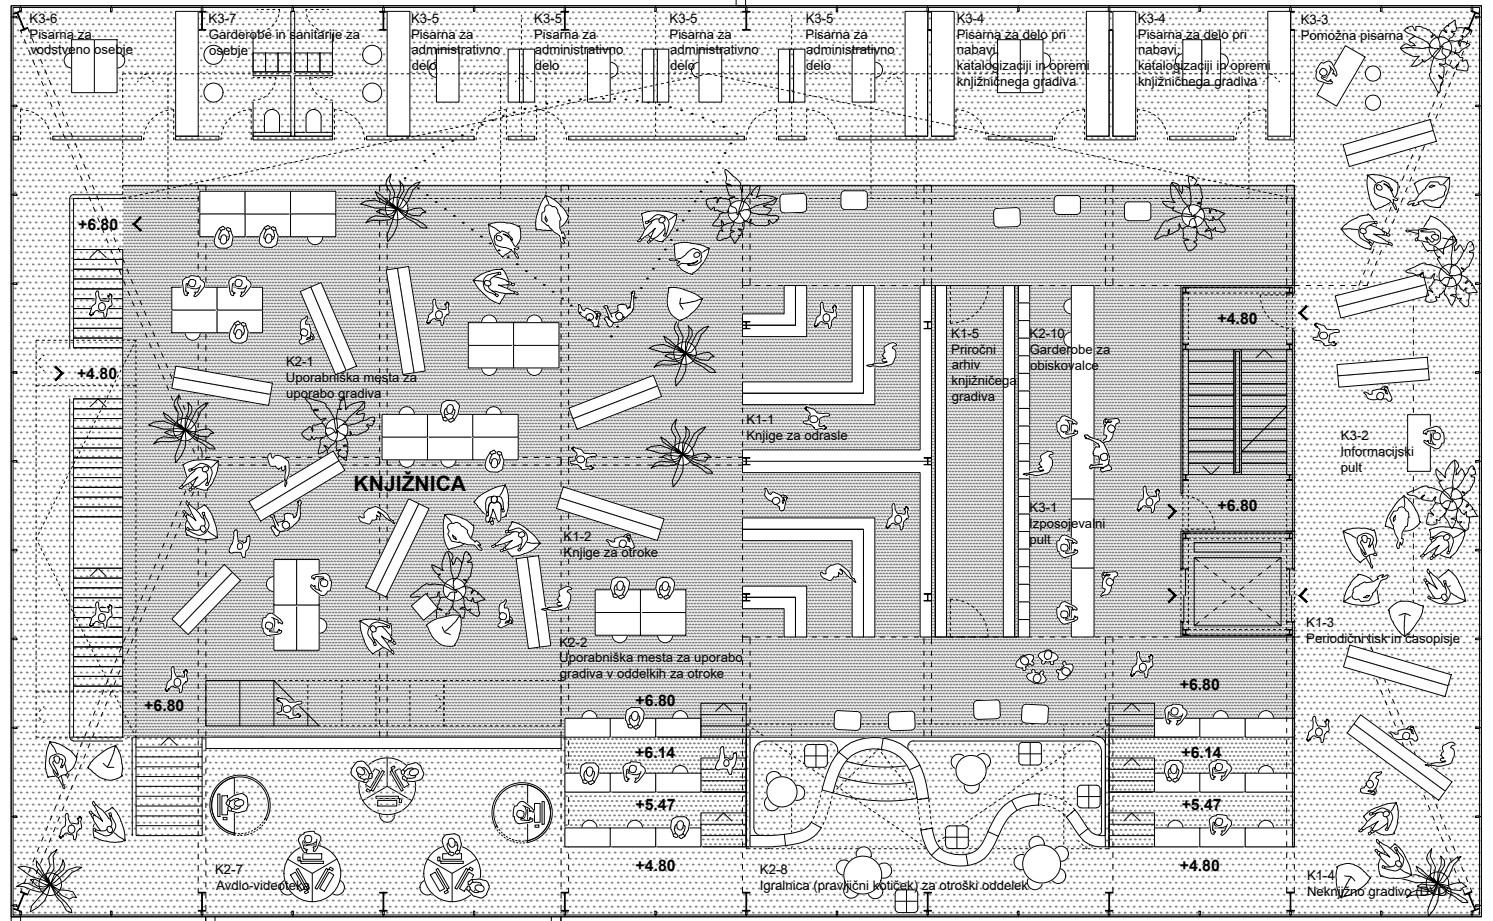 K3-6
Pisarna za
vodstveno osebje
K3-7
Garderobe in sanitarije za
osebje
K3-5
Pisarna za
administrativno
delo
K3-5
Pisarna za
administrativno
delo
K3-5
Pisarna za
administrativno
delo
K3-5
Pisarna za
administrativno
delo
K3-4
Pisarna za delo pri
nabavi,
katalogizaciji in opremi
knjižničnega gradiva
K3-4
Pisarna za delo pri
nabavi,
katalogizaciji in opremi
knjižničnega gradiva
K3-3
Pomožna pisarna
+6.80
+4.80
+4.80
K2-1
Uporabniška mesta za
uporabo gradiva
K1-5
Priročni
arhiv
knjižničega
gradiva
K2-10
Garderobe za
obiskovalce
K1-1
Knjige za odrasle
K3-2
Informacijski
pult
KNJIŽNICA
+6.80
K3-1
Izposojevalni
pult
K1-2
Knjige za otroke
K1-3
Periodični tisk in časopisje
K2-2
Uporabniška mesta za uporabo
gradiva v oddelkih za otroke
+6.80
+6.80
+6.80
+6.14
+6.14
+5.47
+5.47
+4.80
+4.80
K2-7
Avdio-videoteka
K2-8
Igralnica (pravljični kotiček) za otroški oddelek
K1-4
Neknjižno gradivo (DVD)